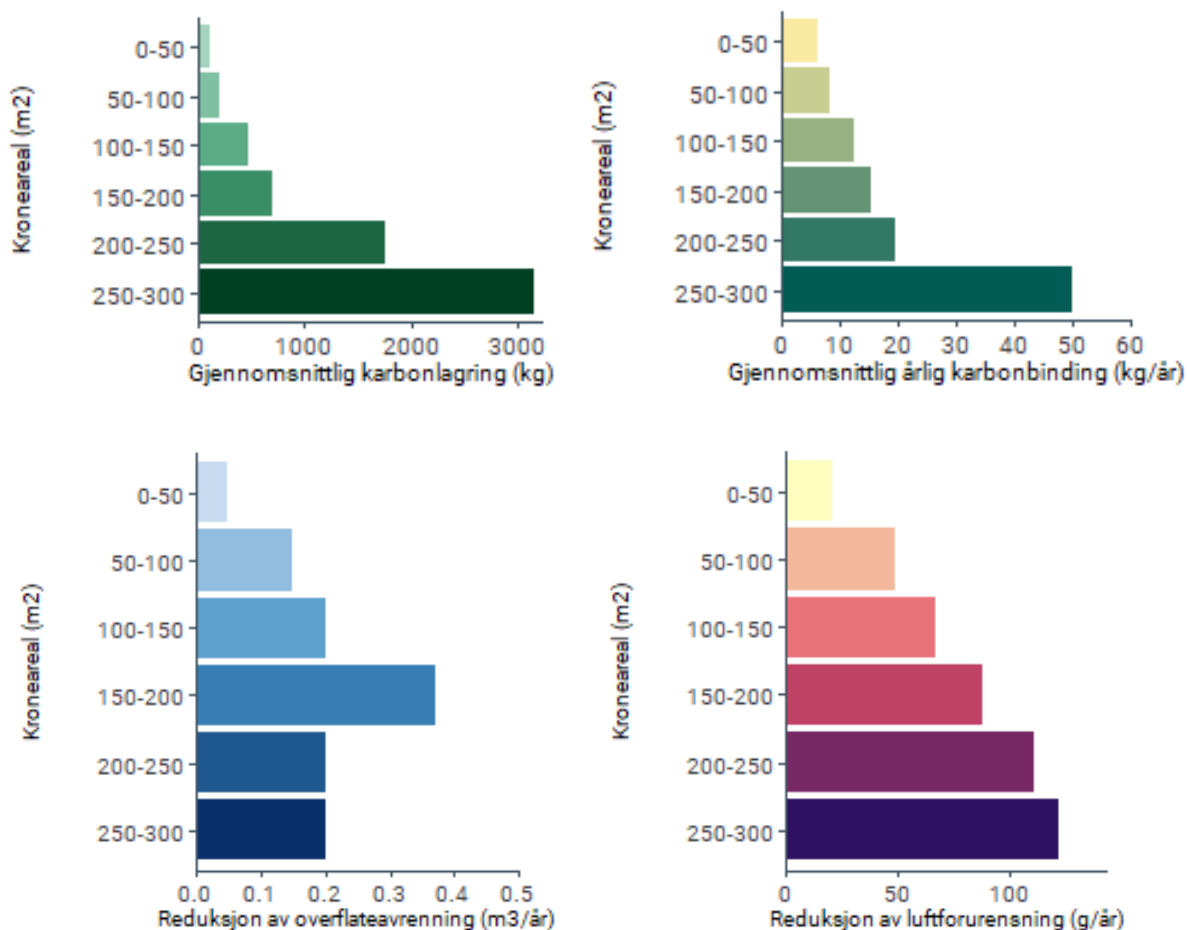 Kroneareal (m2)
0-50
50-100
100-150
150-200
200-250
250-300
0 1000 2000 3000
Gjennomsnittlig karbonlagring (kg)
Kroneareal (m2)
0-50
50-100
100-150
150-200
200-250
250-300
0 10 20 30 40 50 60
Gjennomsnittlig årlig karbonbinding (kg/år)
Kroneareal (m2)
0-50
50-100
100-150
150-200
200-250
250-300
0.0 0.1 0.2 0.3 0.4 0.5
Reduksjon av overflateavrenning (m3/år)
Kroneareal (m2)
0-50
50-100
100-150
150-200
200-250
250-300
0 50 100
Reduksjon av luftforurensning (g/år)